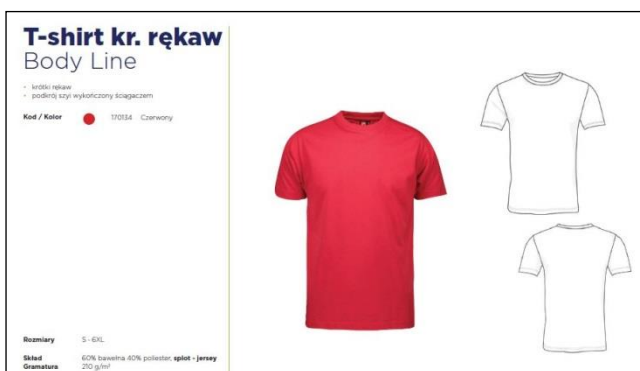 T-shirt kr. rękaw
Body Line
• krótki rękaw
• podkrój szyi wykończony ściągaczem
Kod / Kolor 170134 Czerwony
Rozmiary S - 6XL
Skład 60% bawełna 40% poliester, splot - jersey
Gramatura 210 g/m²